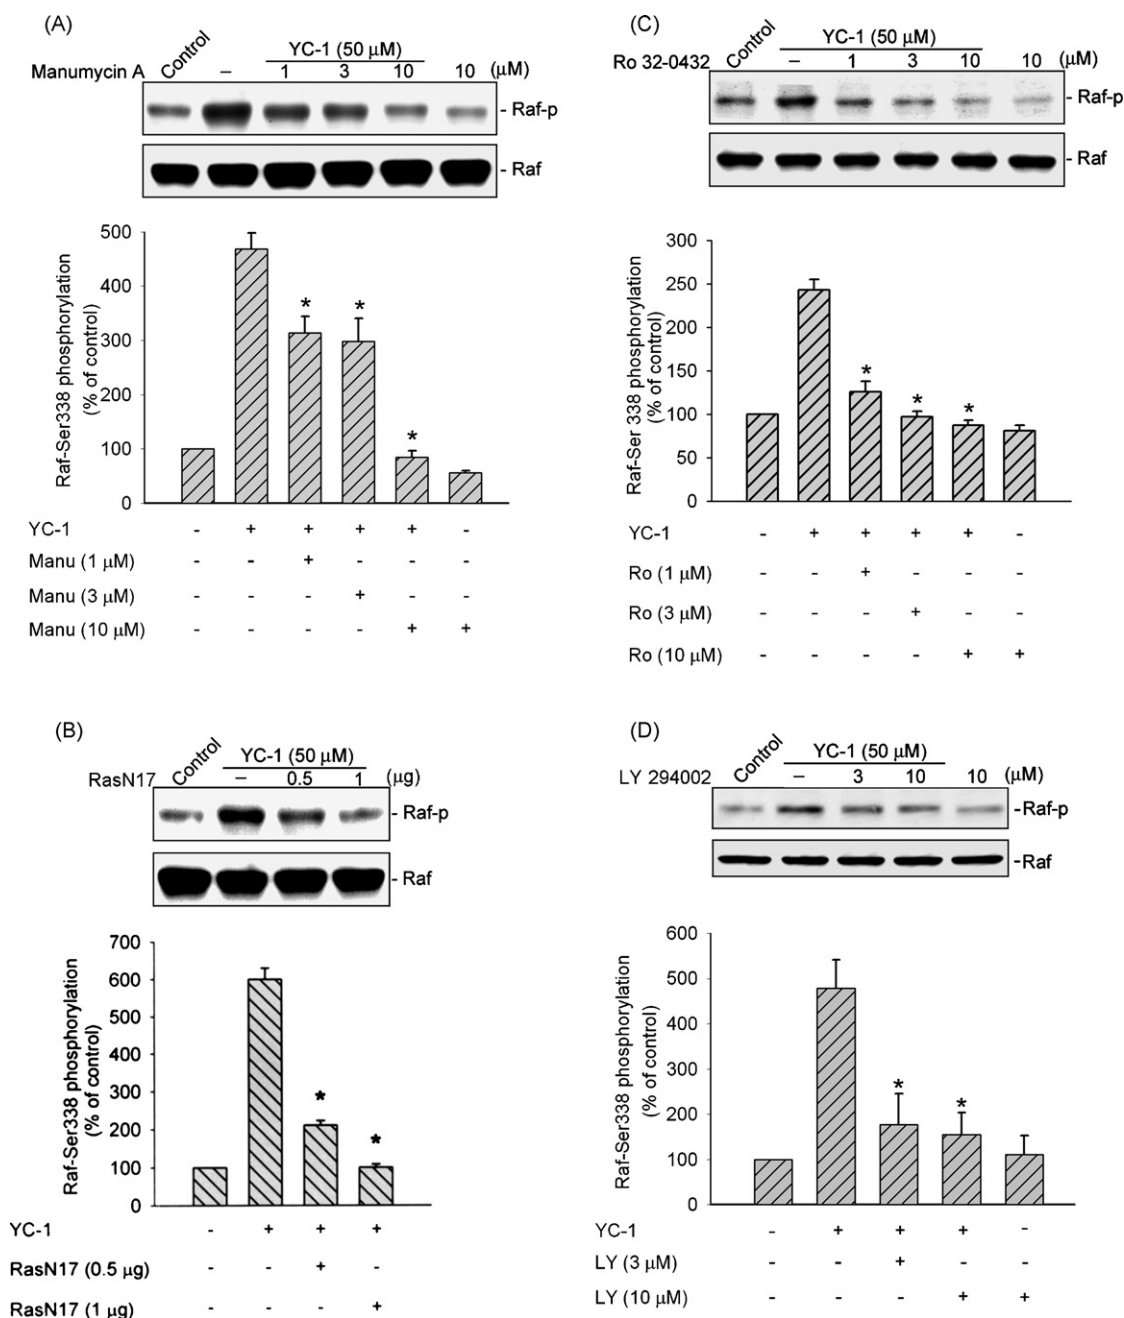 (A)
Control
YC-1 (50 μM)
Manumycin A – 1 3 10 10 (μM)
- Raf-p
- Raf
Raf-Ser338 phosphorylation
(% of control)
500
400
300
200
100
0
* * *
YC-1 - + + + + -
Manu (1 μM) - - + - - -
Manu (3 μM) - - - + - -
Manu (10 μM) - - - - + +
(C)
Control
YC-1 (50 μM)
Ro 32-0432 – 1 3 10 10 (μM)
- Raf-p
- Raf
Raf-Ser 338 phosphorylation
(% of control)
300
250
200
150
100
50
0
* * *
YC-1 - + + + + -
Ro (1 μM) - - + - - -
Ro (3 μM) - - - + - -
Ro (10 μM) - - - - + +
(B)
Control
YC-1 (50 μM)
RasN17 – 0.5 1 (μg)
- Raf-p
- Raf
Raf-Ser338 phosphorylation
(% of control)
700
600
500
400
300
200
100
0
* *
YC-1 - + + +
RasN17 (0.5 μg) - - + -
RasN17 (1 μg) - - - +
(D)
Control
YC-1 (50 μM)
LY 294002 – 3 10 10 (μM)
-Raf-p
-Raf
Raf-Ser338 phosphorylation
(% of control)
600
500
400
300
200
100
0
* *
YC-1 - + + + -
LY (3 μM) - - + - -
LY (10 μM) - - - + +